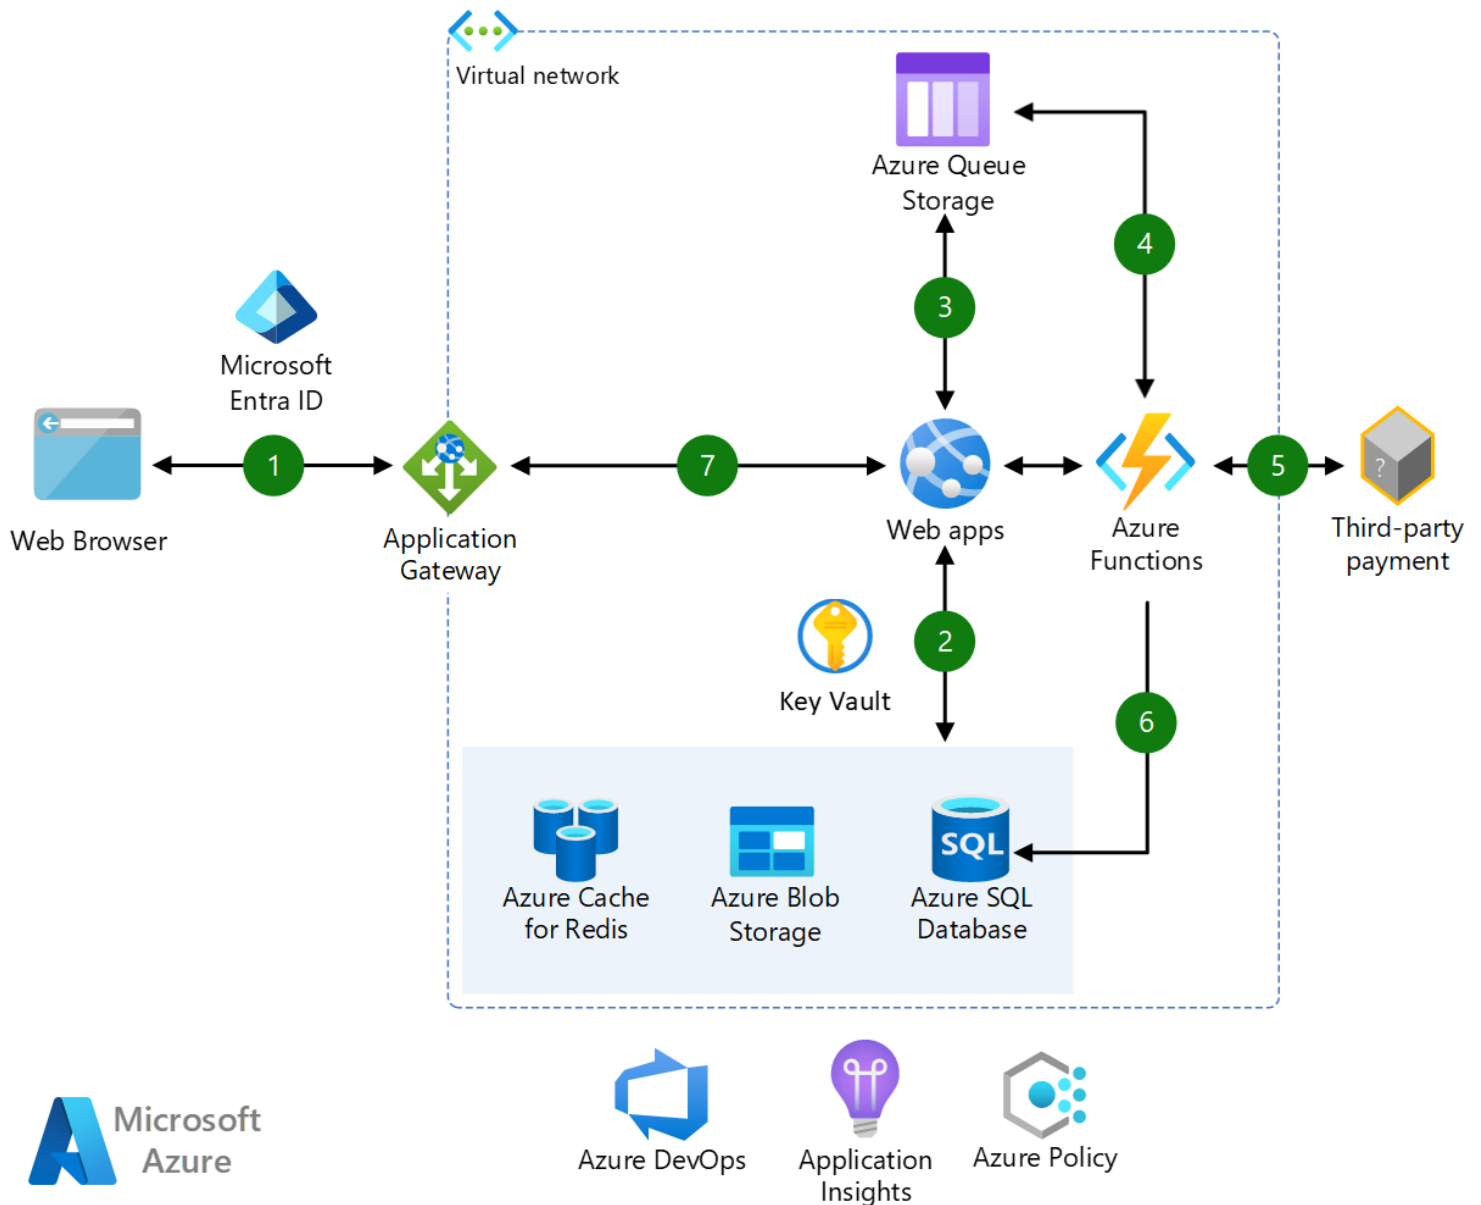 Virtual network
Azure Queue
Storage
4
3
Microsoft
Entra ID
1
7
5
?
Web Browser
Application
Gateway
Web apps
Azure
Functions
Third-party
payment
2
Key Vault
6
SQL
Azure Cache
for Redis
Azure Blob
Storage
Azure SQL
Database
Microsoft
Azure
Azure DevOps
Application
Insights
Azure Policy